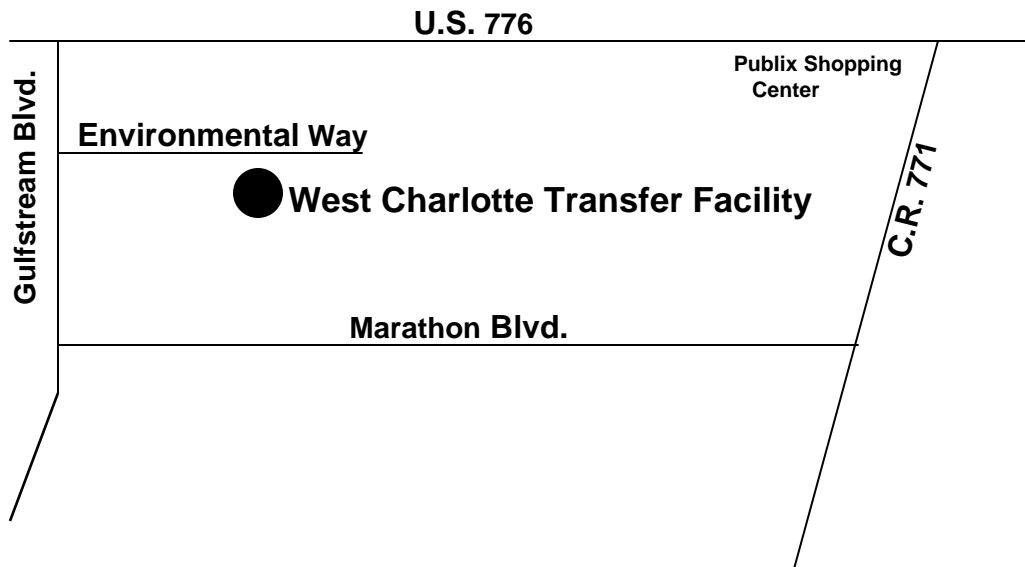 U.S. 776
Publix Shopping
Center
Gulfstream Blvd.
Environmental Way
C.R. 771
West Charlotte Transfer Facility
Marathon Blvd.